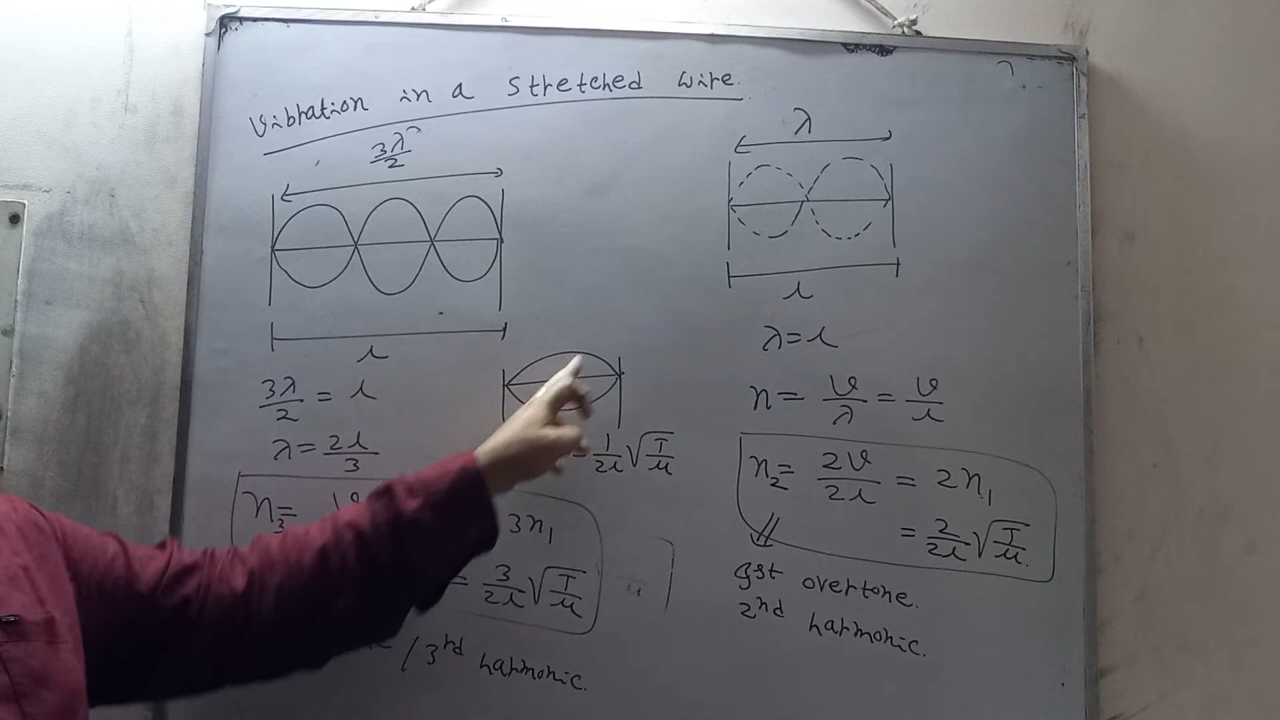 Vibration in a stretched wire.
3λ/2
l
3λ/2 = l
λ = 2l/3
n₃ =
3n₁
= 3/2l √T/μ
/ 3rd harmonic.
= 1/2l √T/μ
λ
l
λ = l
n = v/λ = v/l
n₂ = 2v/2l = 2n₁
= 2/2l √T/μ.
1st overtone.
2nd harmonic.